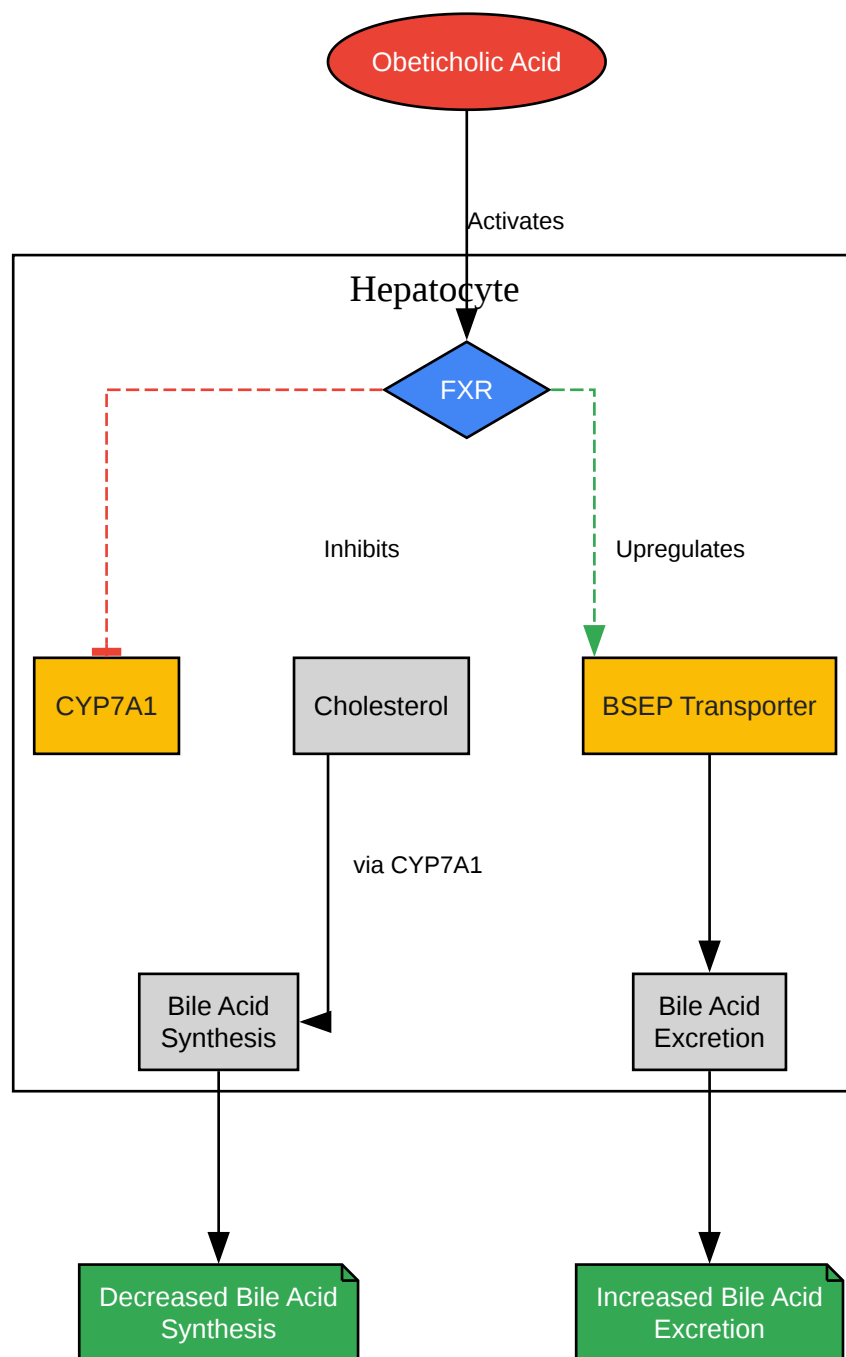 Obeticholic Acid
Activates
Hepatocyte
FXR
Inhibits
Upregulates
CYP7A1
Cholesterol
BSEP Transporter
via CYP7A1
Bile Acid
Synthesis
Bile Acid
Excretion
Decreased Bile Acid
Synthesis
Increased Bile Acid
Excretion